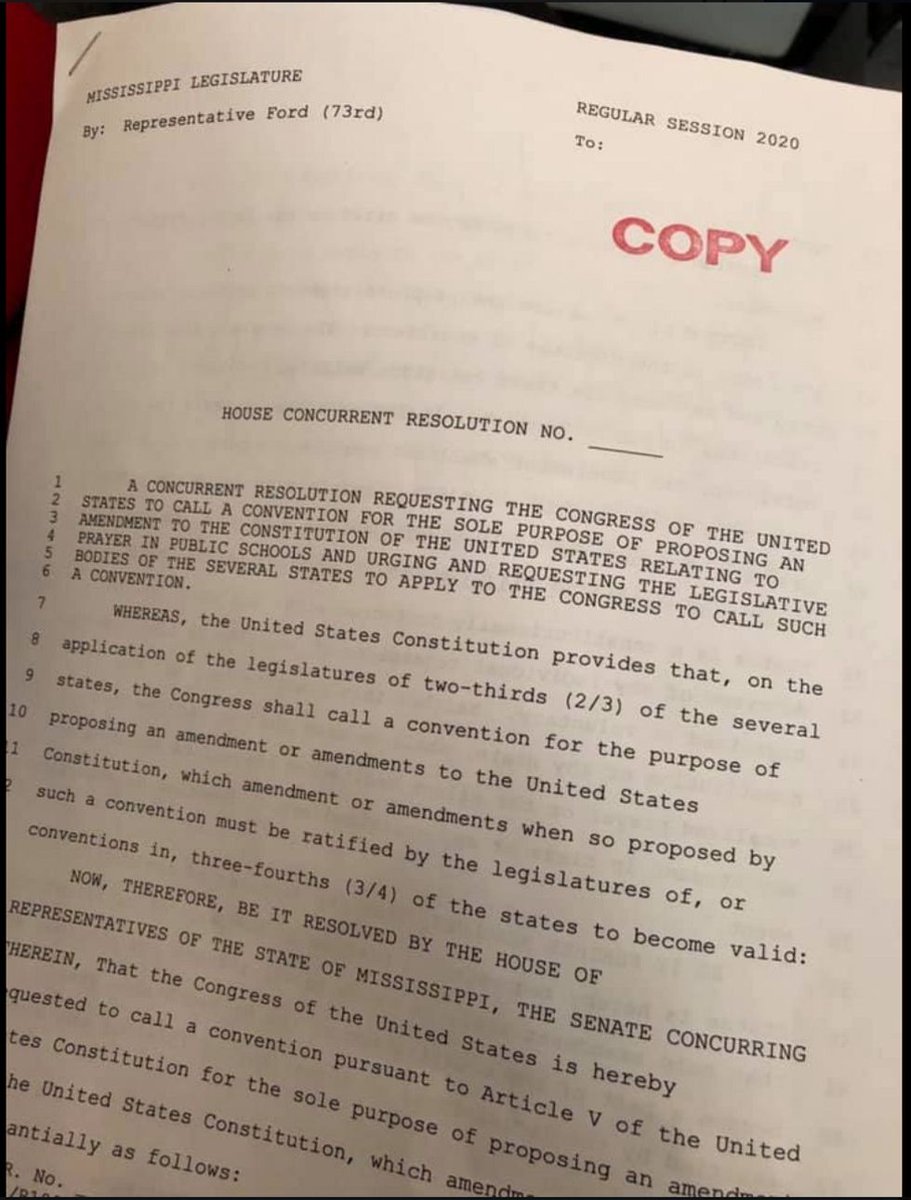 MISSISSIPPI LEGISLATURE
REGULAR SESSION 2020
By: Representative Ford (73rd)
To:
COPY
HOUSE CONCURRENT RESOLUTION NO. ______
1 A CONCURRENT RESOLUTION REQUESTING THE CONGRESS OF THE UNITED
2 STATES TO CALL A CONVENTION FOR THE SOLE PURPOSE OF PROPOSING AN
3 AMENDMENT TO THE CONSTITUTION OF THE UNITED STATES RELATING TO
4 PRAYER IN PUBLIC SCHOOLS AND URGING AND REQUESTING THE LEGISLATIVE
5 BODIES OF THE SEVERAL STATES TO APPLY TO THE CONGRESS TO CALL SUCH
6 A CONVENTION.
7 WHEREAS, the United States Constitution provides that, on the
8 application of the legislatures of two-thirds (2/3) of the several
9 states, the Congress shall call a convention for the purpose of
10 proposing an amendment or amendments to the United States
11 Constitution, which amendment or amendments when so proposed by
2 such a convention must be ratified by the legislatures of, or
conventions in, three-fourths (3/4) of the states to become valid:
NOW, THEREFORE, BE IT RESOLVED BY THE HOUSE OF
REPRESENTATIVES OF THE STATE OF MISSISSIPPI, THE SENATE CONCURRING
THEREIN, That the Congress of the United States is hereby
quested to call a convention pursuant to Article V of the United
tes Constitution for the sole purpose of proposing an amendm
he United States Constitution, which amendm
antially as follows:
R. No.